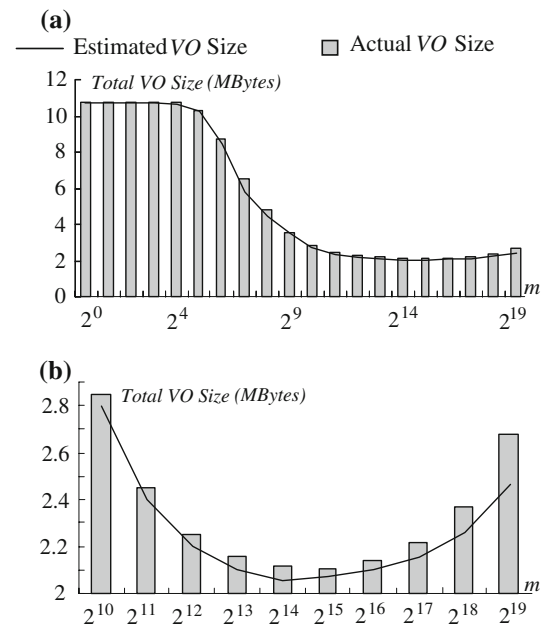 (a)
Estimated VO Size Actual VO Size
Total VO Size (MBytes)
12
10
8
6
4
2
0
2^0 2^4 2^9 2^14 2^19 m
(b)
Total VO Size (MBytes)
2.8
2.6
2.4
2.2
2
2^10 2^11 2^12 2^13 2^14 2^15 2^16 2^17 2^18 2^19 m